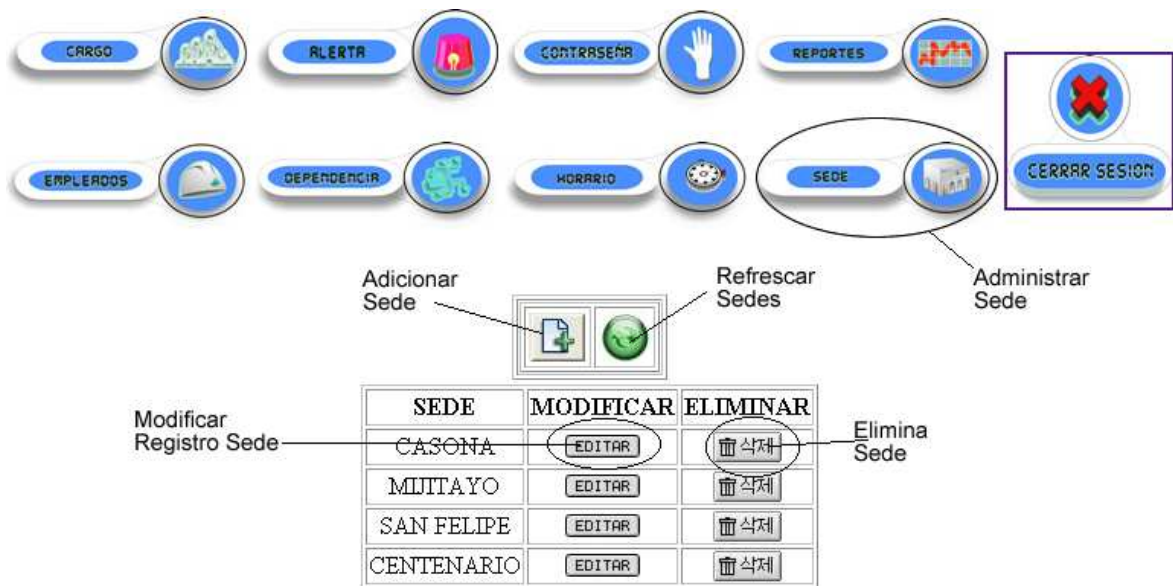 CARGO
ALERTA
CONTRASEÑA
REPORTES
EMPLEADOS
DEPENDENCIA
HORARIO
SEDE
CERRAR SESION
Adicionar
Sede
Refrescar
Sedes
Administrar
Sede
SEDE MODIFICAR ELIMINAR
Modificar
Registro Sede
CASONA EDITAR 삭제
Elimina
Sede
MIJITAYO EDITAR 삭제
SAN FELIPE EDITAR 삭제
CENTENARIO EDITAR 삭제